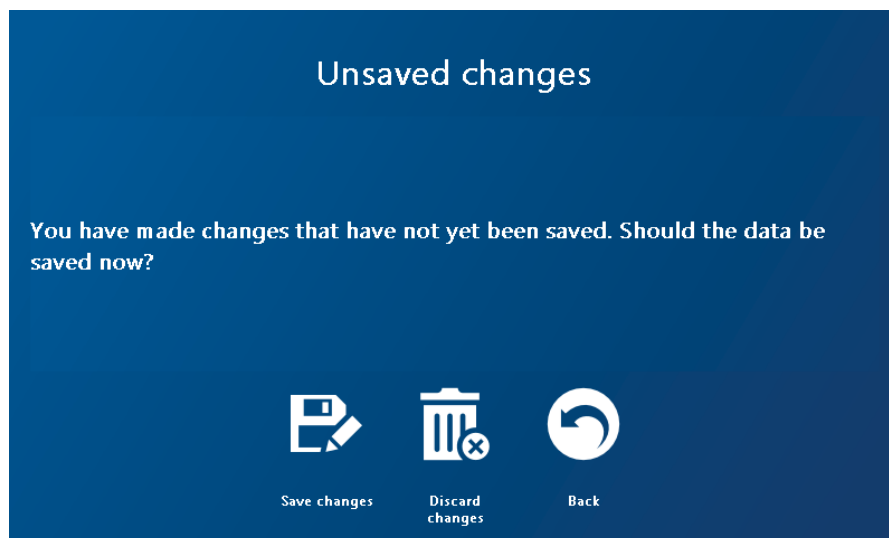 Unsaved changes
You have made changes that have not yet been saved. Should the data be
saved now?
Save changes
Discard
changes
Back